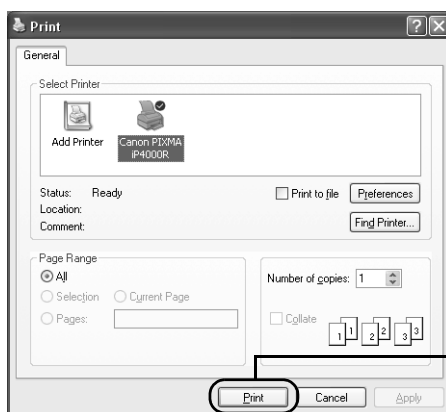 Print
General
Select Printer
Add Printer
Canon PIXMA
iP4000R
Status: Ready
Location:
Comment:
Print to file
Preferences
Find Printer...
Page Range
All
Selection
Current Page
Pages:
Number of copies: 1
Collate
1 1 2 2 3 3
Print
Cancel
Apply